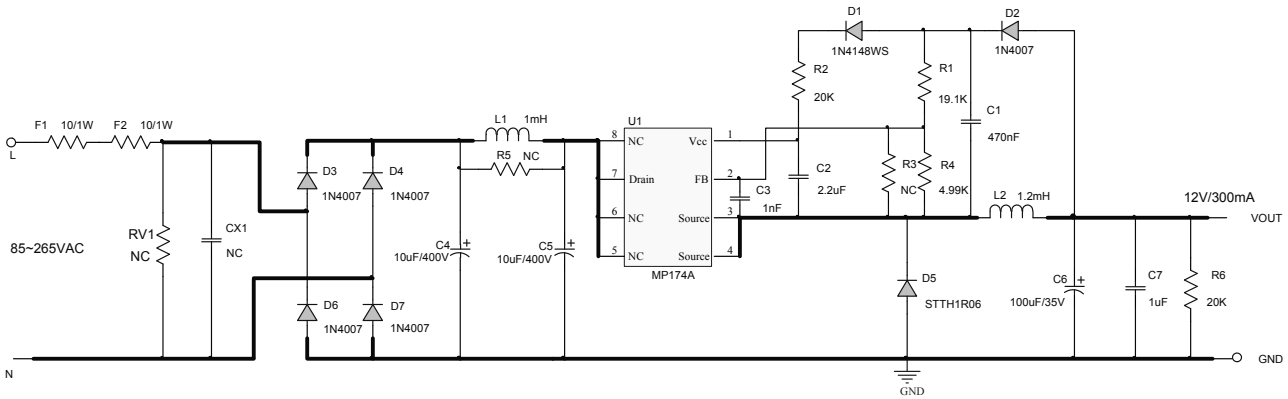 D1
D2
1N4148WS
1N4007
R2
20K
R1
19.1K
C1
470nF
F1 10/1W F2 10/1W
L
L1 1mH
R5 NC
U1
8 NC Vcc 1
7 Drain FB 2
6 NC Source 3
5 NC Source 4
MP174A
C2
2.2uF
C3
1nF
R3
NC
R4
4.99K
D3
1N4007
D4
1N4007
L2 1.2mH
12V/300mA
VOUT
85~265VAC
RV1
NC
CX1
NC
C4
10uF/400V
C5
10uF/400V
D6
1N4007
D7
1N4007
D5
STTH1R06
C6
100uF/35V
C7
1uF
R6
20K
N
GND
GND